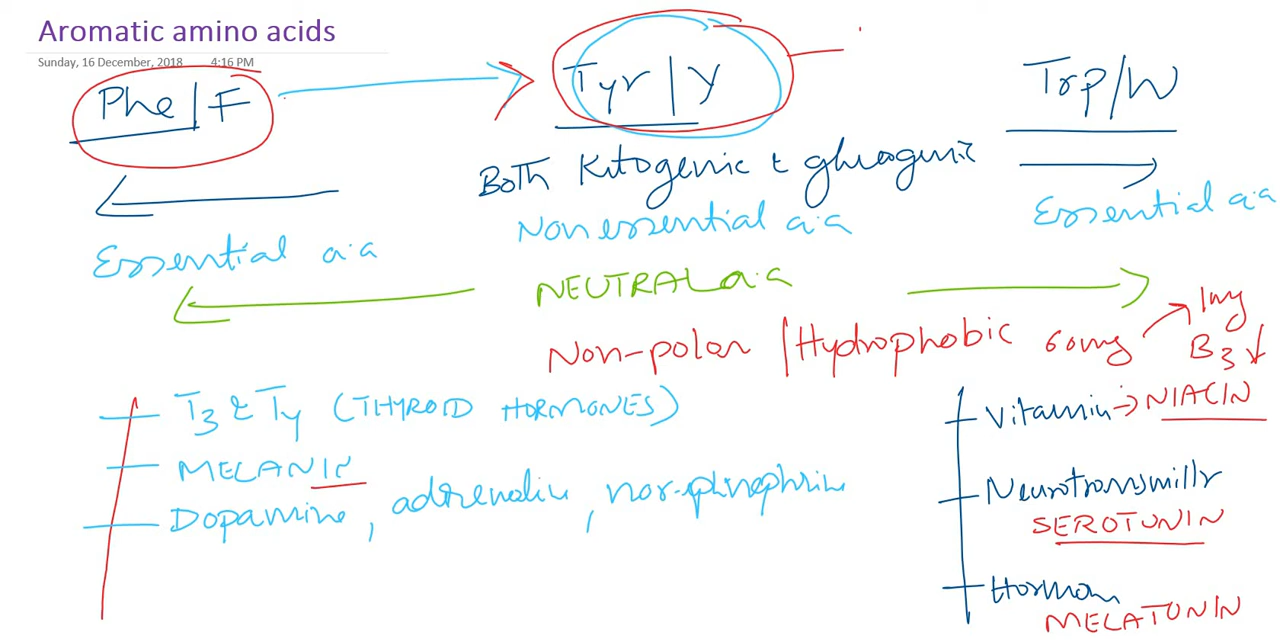 Aromatic amino acids
Sunday, 16 December, 2018 4:16 PM
Phe/F Tyr/Y Trp/W
Both Kitogenic & glucogenic
Essential a.a Non essential a.a Essential a.a
NEUTRAL a.a
Non-polar / Hydrophobic 60mg 1mg
B3↓
T3 & T4 (THYROID HORMONES)
MELANIN
Dopamine, adrenaline, nor-epinephrine
Vitamin → NIACIN
Neurotransmitter
SEROTONIN
Hormone
MELATONIN